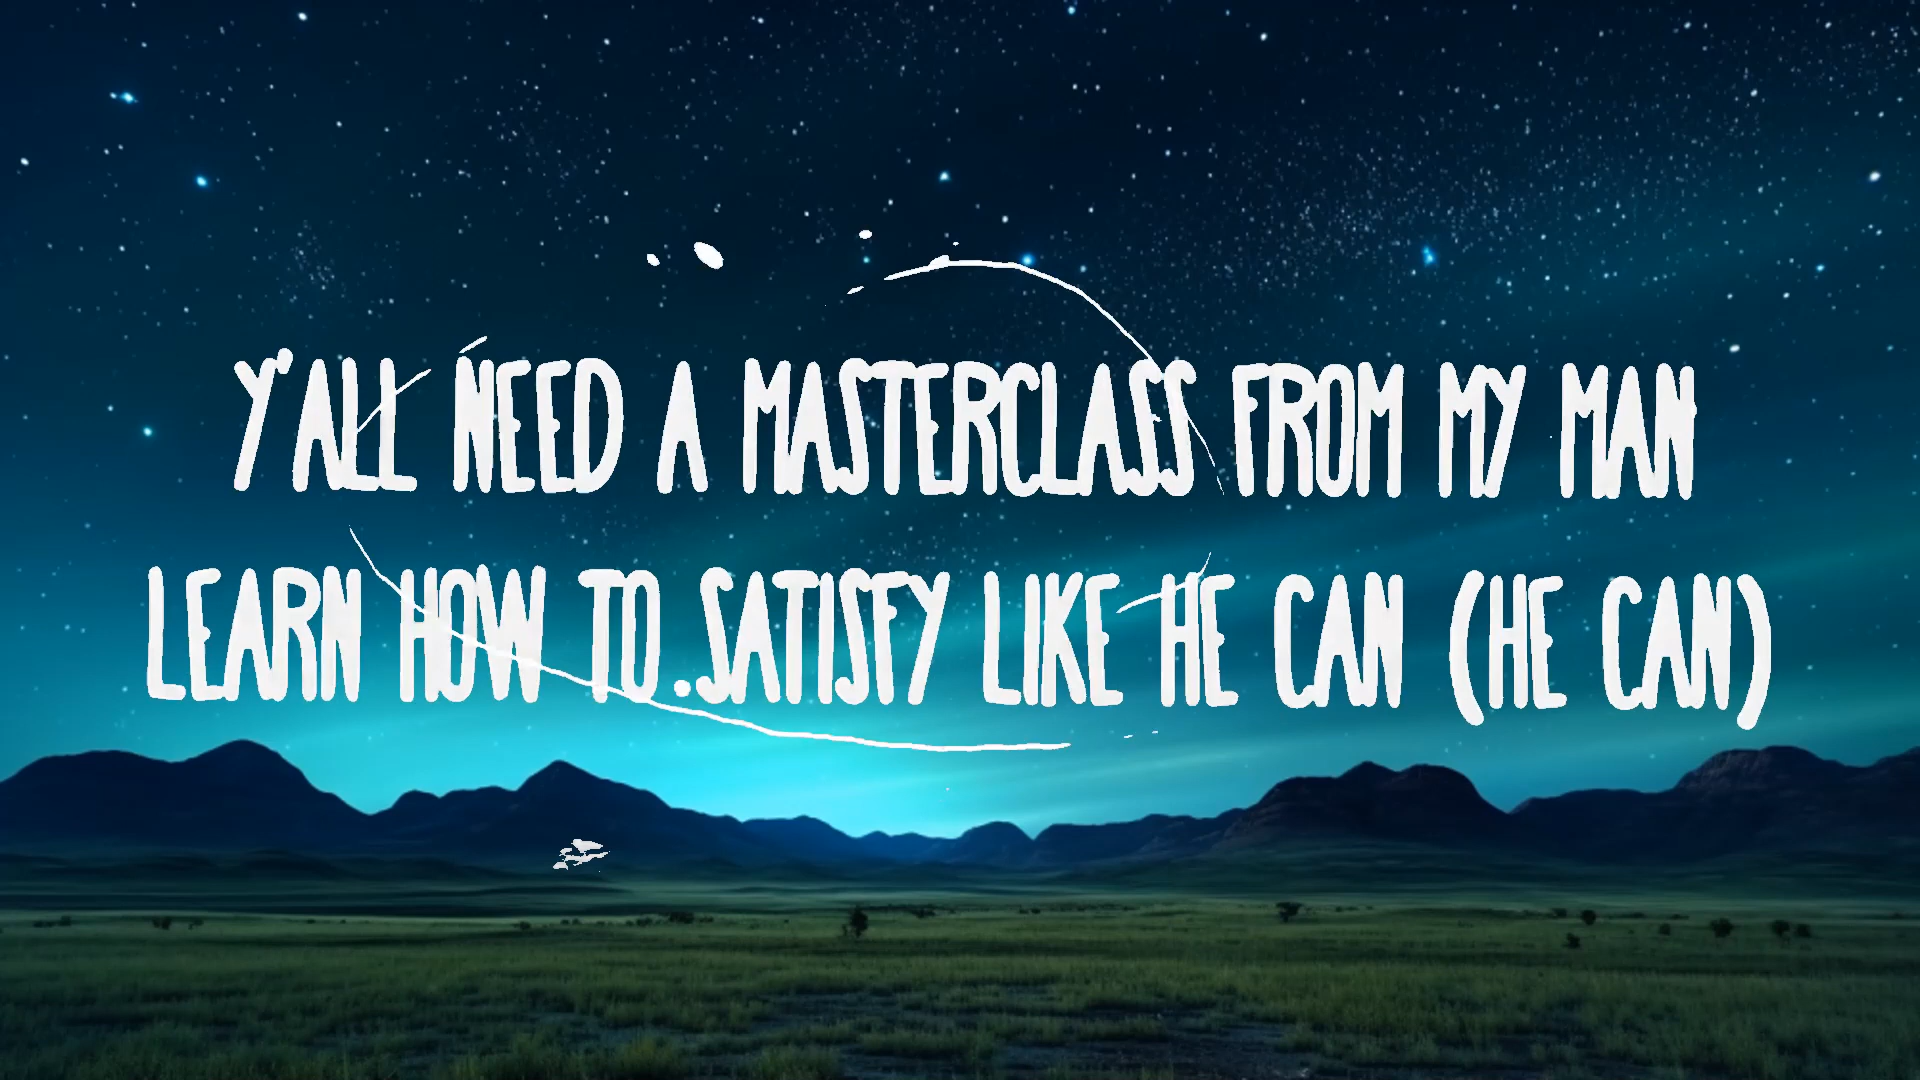 Y'ALL NEED A MASTERCLASS FROM MY MAN
LEARN HOW TO SATISFY LIKE HE CAN (HE CAN)